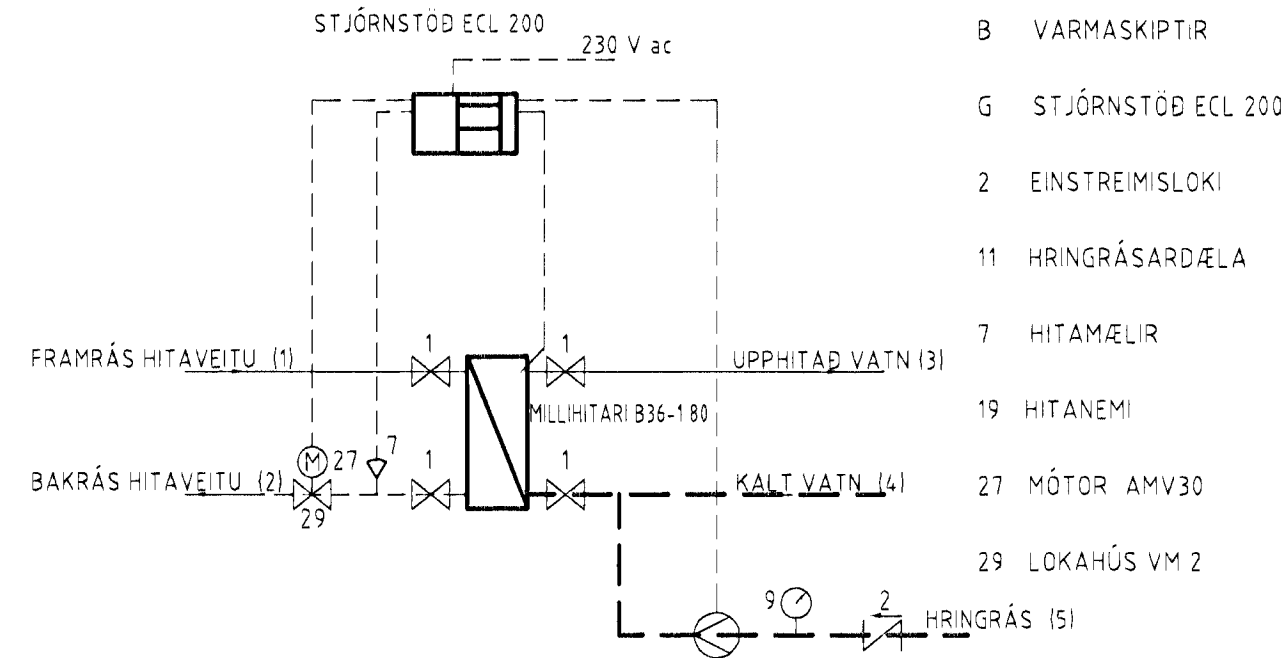 STJÓRNSTÖÐ ECL 200
230 V ac
FRAMRÁS HITAVEITU (1)
1
1
UPPHITAÐ VATN (3)
MILLIHITARI B36-180
BAKRÁS HITAVEITU (2)
M
27
7
1
1
KALT VATN (4)
29
9
2
HRINGRÁS (5)
B VARMASKIPTIR
G STJÓRNSTÖÐ ECL 200
2 EINSTREIMISLOKI
11 HRINGRÁSARDÆLA
7 HITAMÆLIR
19 HITANEMI
27 MÓTOR AMV30
29 LOKAHÚS VM 2